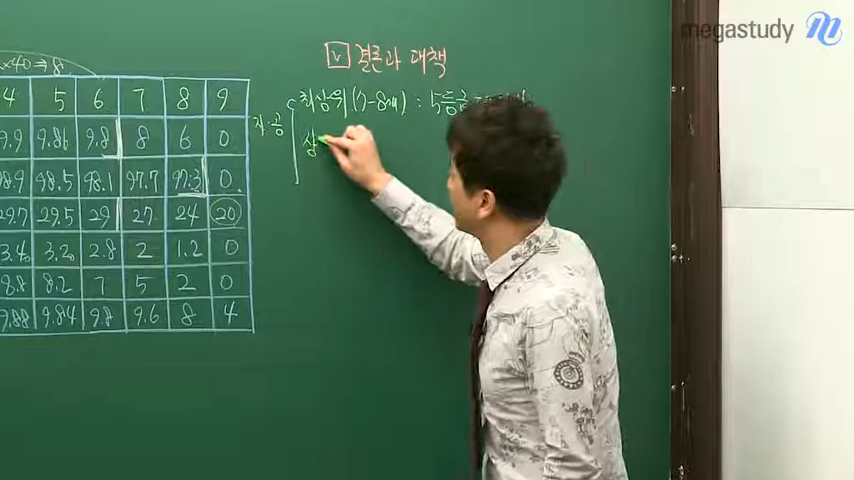 megastudy
×40⇒8
Ⅴ 결론과 대책
4 5 6 7 8 9
자·공 최상위(7-8개) : 5등급
9.9 9.86 9.8 8 6 0
상
98.9 98.5 98.1 97.7 97.3 0
29.7 29.5 29 27 24 20
3.4 3.2 2.8 2 1.2 0
8.8 8.2 7 5 2 0
9.88 9.84 9.8 9.6 8 4